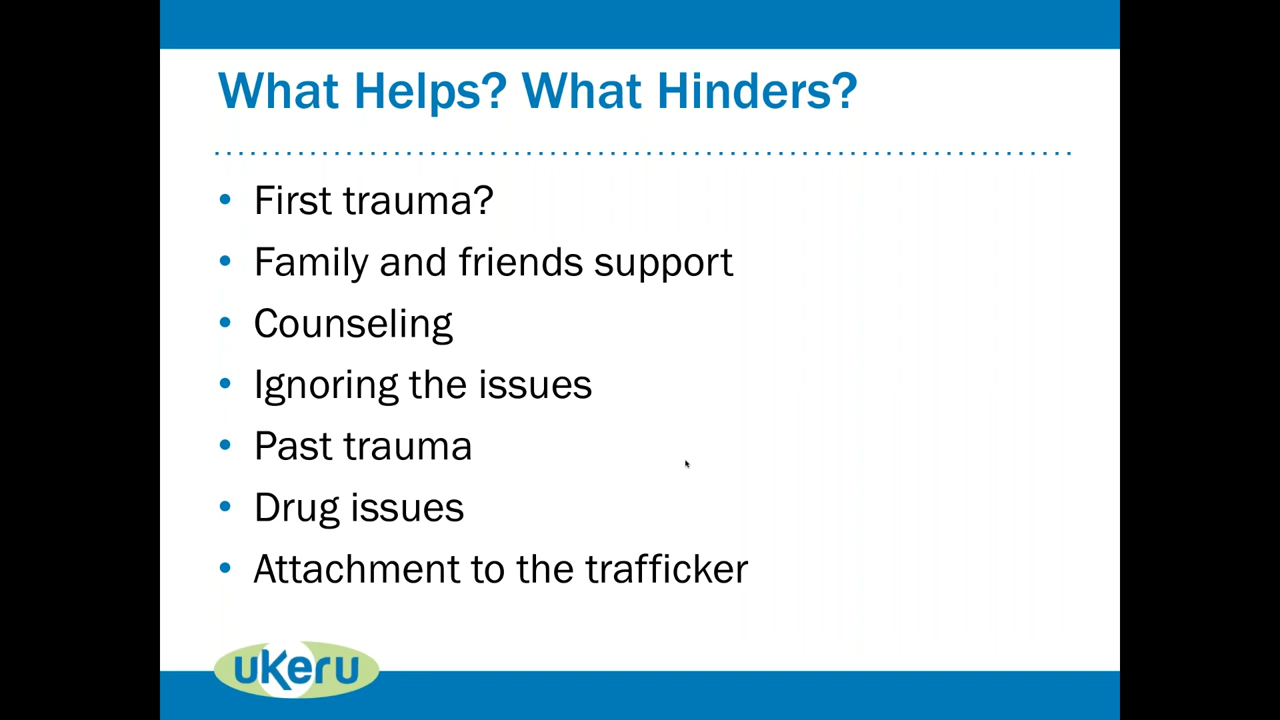 What Helps? What Hinders?
• First trauma?
• Family and friends support
• Counseling
• Ignoring the issues
• Past trauma
• Drug issues
• Attachment to the trafficker
ukeru